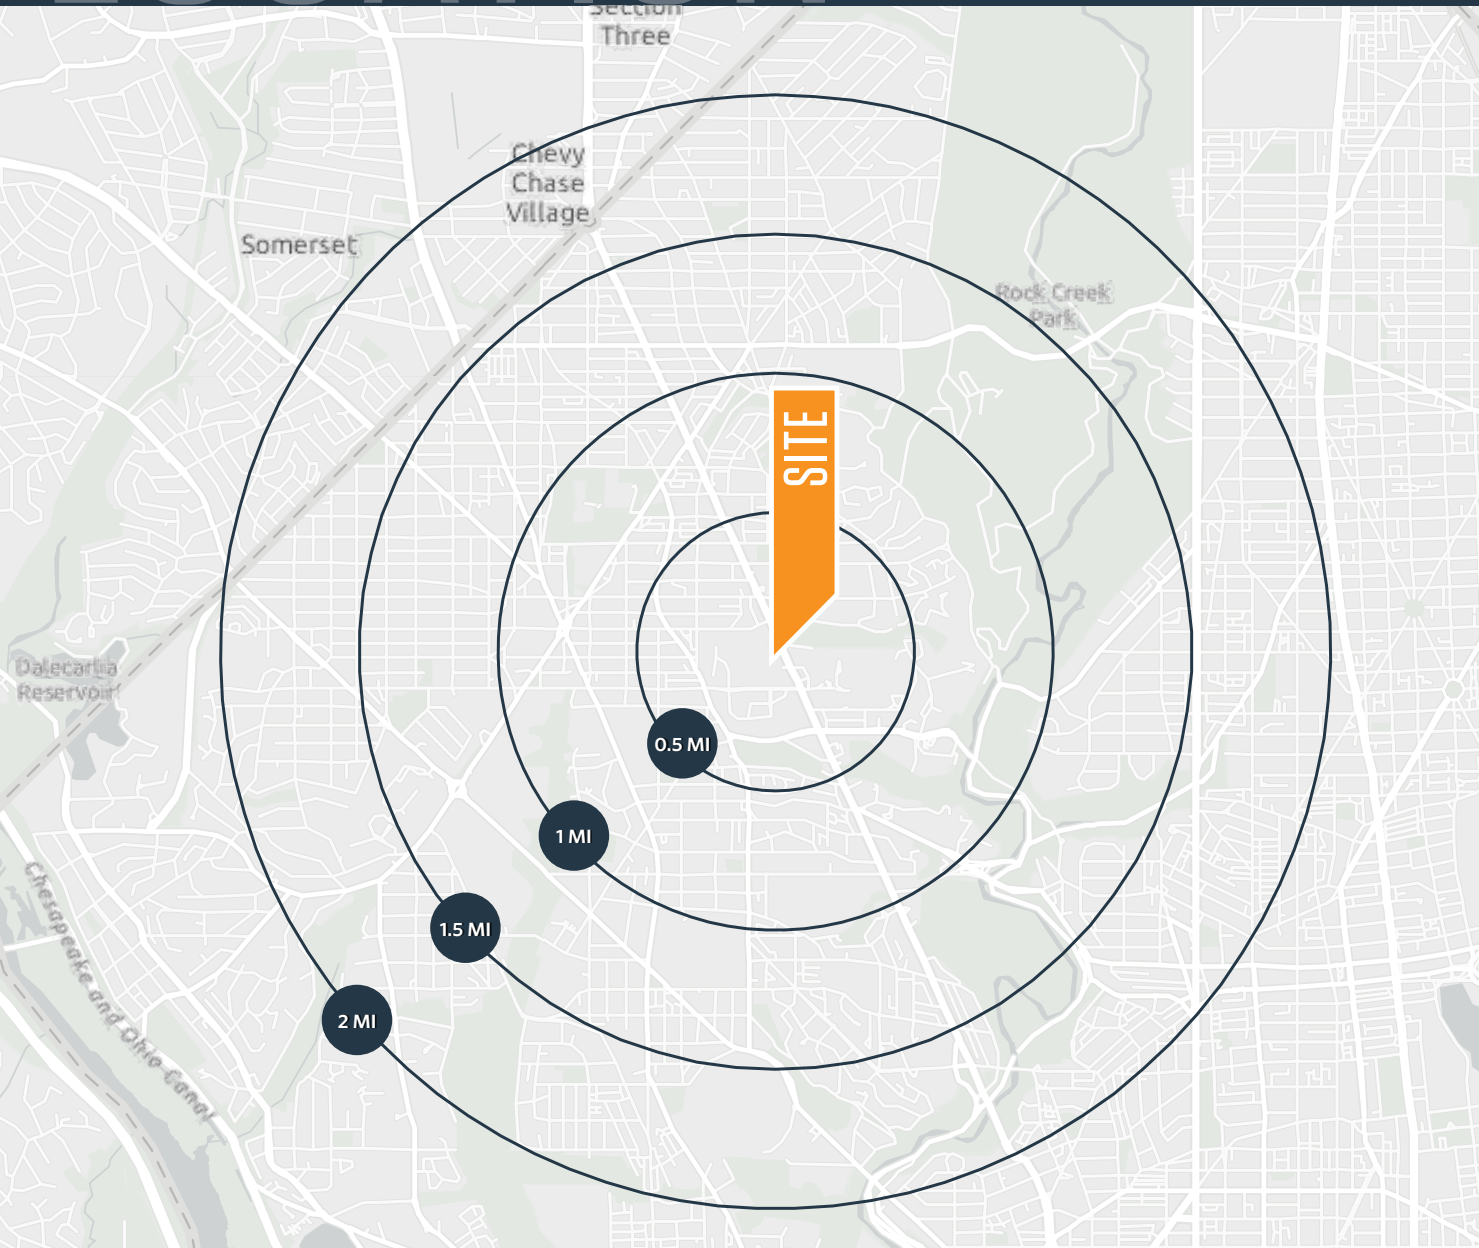 Section
Three
Chevy
Chase
Village
Somerset
Rock Creek
Park
SITE
Dalecarlia
Reservoir
0.5 MI
1 MI
1.5 MI
2 MI
Chesapeake and Ohio Canal